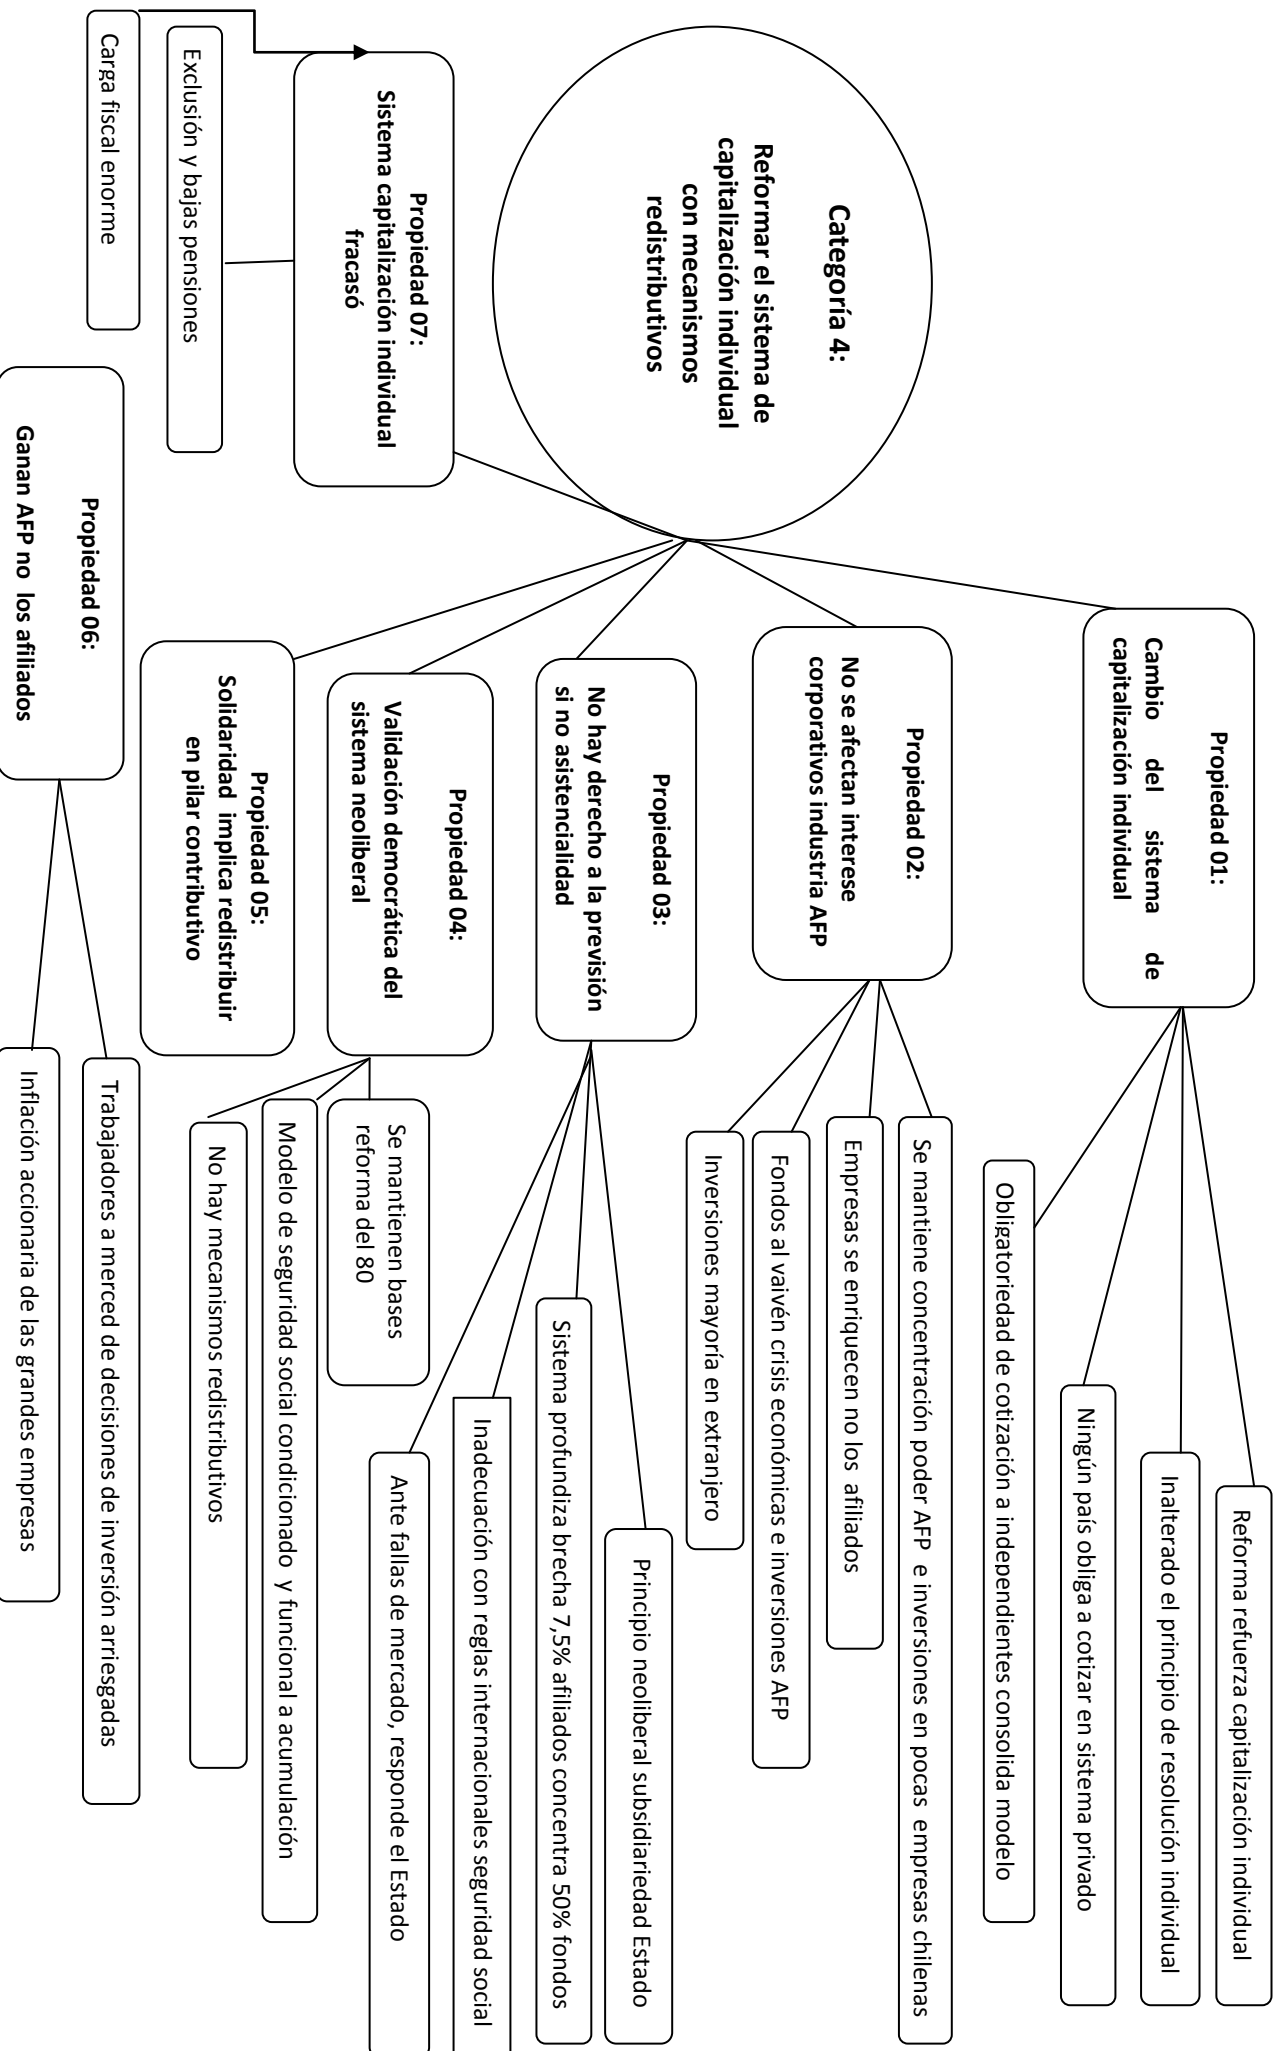 Categoría 4:
Reformar el sistema de
capitalización individual
con mecanismos
redistributivos
Propiedad 01:
Cambio del sistema de
capitalización individual
Reforma refuerza capitalización individual
Inalterado el principio de resolución individual
Ningún país obliga a cotizar en sistema privado
Obligatoriedad de cotización a independientes consolida modelo
Propiedad 02:
No se afectan interese
corporativos industria AFP
Se mantiene concentración poder AFP e inversiones en pocas empresas chilenas
Empresas se enriquecen no los afiliados
Fondos al vaivén crisis económicas e inversiones AFP
Inversiones mayoría en extranjero
Propiedad 03:
No hay derecho a la previsión
si no asistencialidad
Principio neoliberal subsidiariedad Estado
Sistema profundiza brecha 7,5% afiliados concentra 50% fondos
Inadecuación con reglas internacionales seguridad social
Ante fallas de mercado, responde el Estado
Propiedad 04:
Validación democrática del
sistema neoliberal
Se mantienen bases
reforma del 80
Modelo de seguridad social condicionado y funcional a acumulación
No hay mecanismos redistributivos
Propiedad 05:
Solidaridad implica redistribuir
en pilar contributivo
Propiedad 06:
Ganan AFP no los afiliados
Trabajadores a merced de decisiones de inversión arriesgadas
Inflación accionaria de las grandes empresas
Propiedad 07:
Sistema capitalización individual
fracasó
Exclusión y bajas pensiones
Carga fiscal enorme